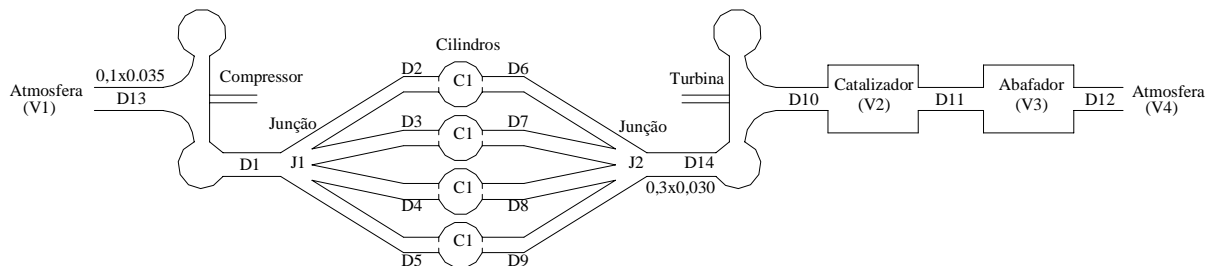 Atmosfera
(V1)
0,1x0.035
D13
Compressor
Junção
D1
J1
Cilindros
D2
C1
D6
D3
C1
D7
D4
C1
D8
D5
C1
D9
Junção
J2
D14
0,3x0,030
Turbina
D10
Catalizador
(V2)
D11
Abafador
(V3)
D12
Atmosfera
(V4)